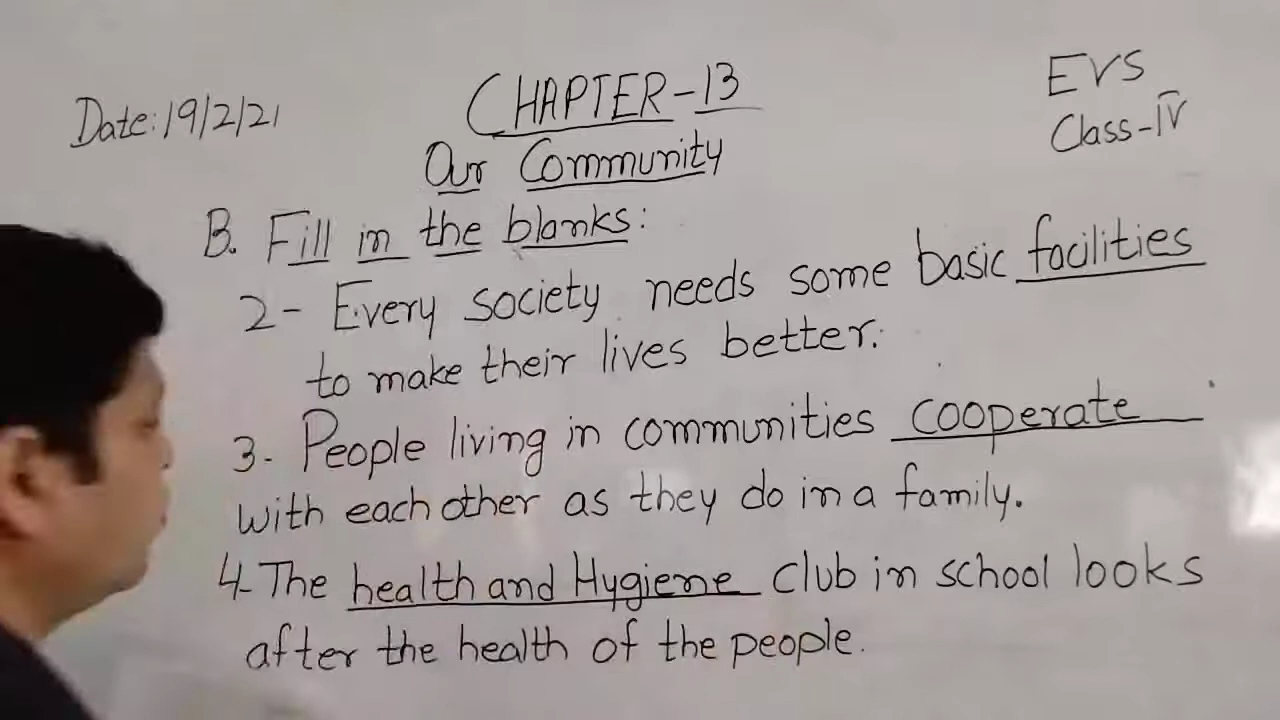 Date: 19/2/21
CHAPTER-13
EVS
Class-IV
Our Community
B. Fill in the blanks:
2- Every society needs some basic facilities
to make their lives better.
3. People living in communities cooperate
with each other as they do in a family.
4. The health and Hygiene club in school looks
after the health of the people.